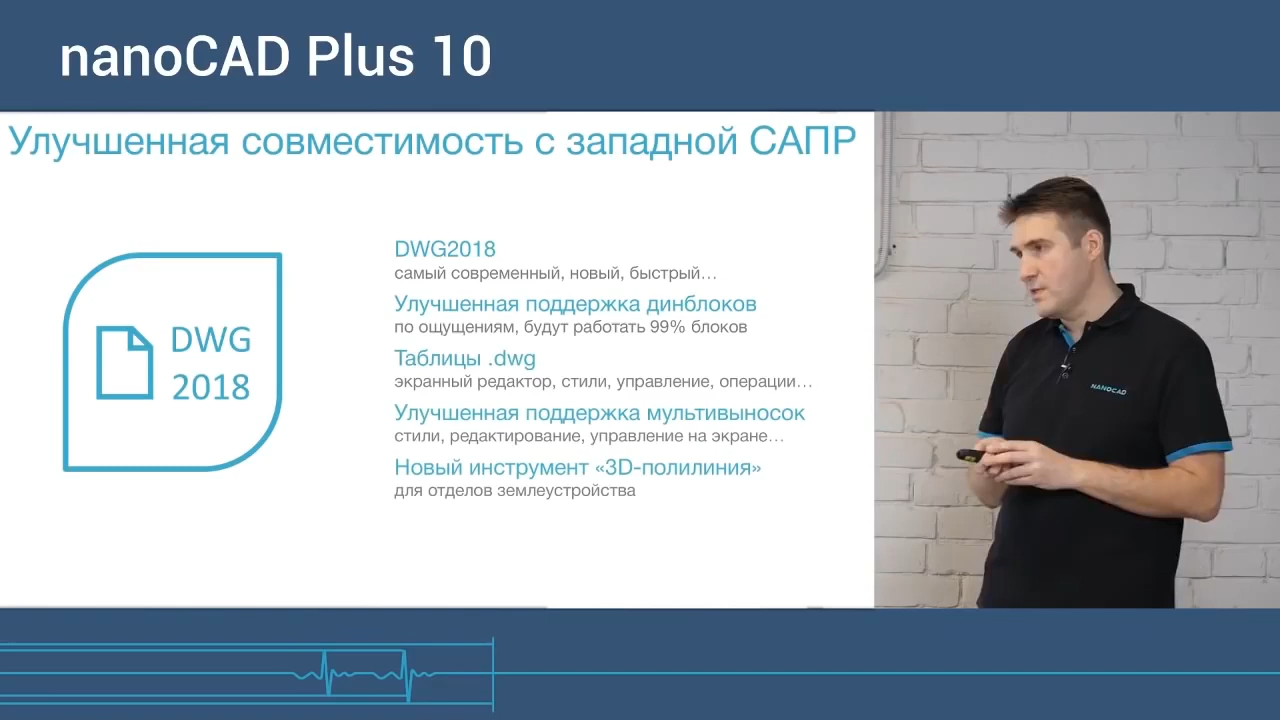 nanoCAD Plus 10
Улучшенная совместимость с западной САПР
DWG
2018
DWG2018
самый современный, новый, быстрый…
Улучшенная поддержка динблоков
по ощущениям, будут работать 99% блоков
Таблицы .dwg
экранный редактор, стили, управление, операции…
Улучшенная поддержка мультивыносок
стили, редактирование, управление на экране…
Новый инструмент «3D-полилиния»
для отделов землеустройства
NANOCAD